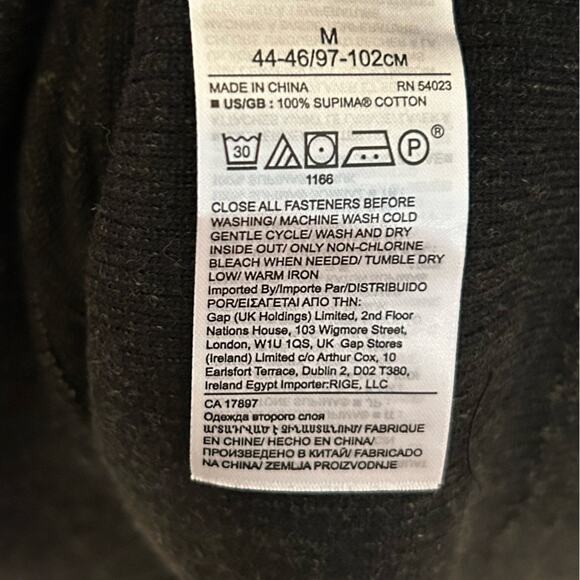 M
44-46/97-102CM
MADE IN CHINA RN 54023
■ US/GB : 100% SUPIMA® COTTON
30 P ®
1166
CLOSE ALL FASTENERS BEFORE
WASHING/ MACHINE WASH COLD
GENTLE CYCLE/ WASH AND DRY
INSIDE OUT/ ONLY NON-CHLORINE
BLEACH WHEN NEEDED/ TUMBLE DRY
LOW/ WARM IRON
Imported By/Importe Par/DISTRIBUIDO
POR/ΕΙΣΑΓΕΤΑΙ ΑΠΟ ΤΗΝ:
Gap (UK Holdings) Limited, 2nd Floor
Nations House, 103 Wigmore Street,
London, W1U 1QS, UK Gap Stores
(Ireland) Limited c/o Arthur Cox, 10
Earlsfort Terrace, Dublin 2, D02 T380,
Ireland Egypt Importer:RIGE, LLC
CA 17897
Одежда второго слоя
ԱՐՏԱԴՎԱԾ Է ՉԻՆԱՍՏԱՆՈՒՄ/ FABRIQUE
EN CHINE/ HECHO EN CHINA/
ПРОИЗВЕДЕНО В КИТАЙ/ FABRICADO
NA CHINA/ ZEMLJA PROIZVODNJE